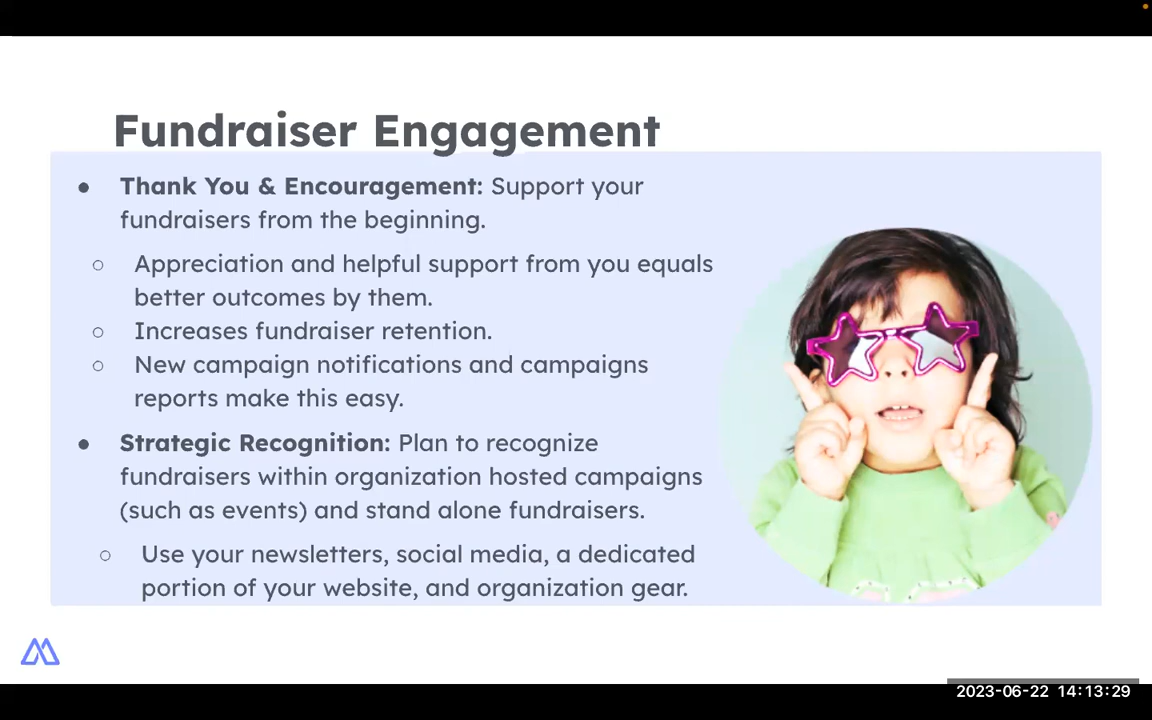 Fundraiser Engagement
● Thank You & Encouragement: Support your
fundraisers from the beginning.
○ Appreciation and helpful support from you equals
better outcomes by them.
○ Increases fundraiser retention.
○ New campaign notifications and campaigns
reports make this easy.
● Strategic Recognition: Plan to recognize
fundraisers within organization hosted campaigns
(such as events) and stand alone fundraisers.
○ Use your newsletters, social media, a dedicated
portion of your website, and organization gear.
2023-06-22 14:13:29